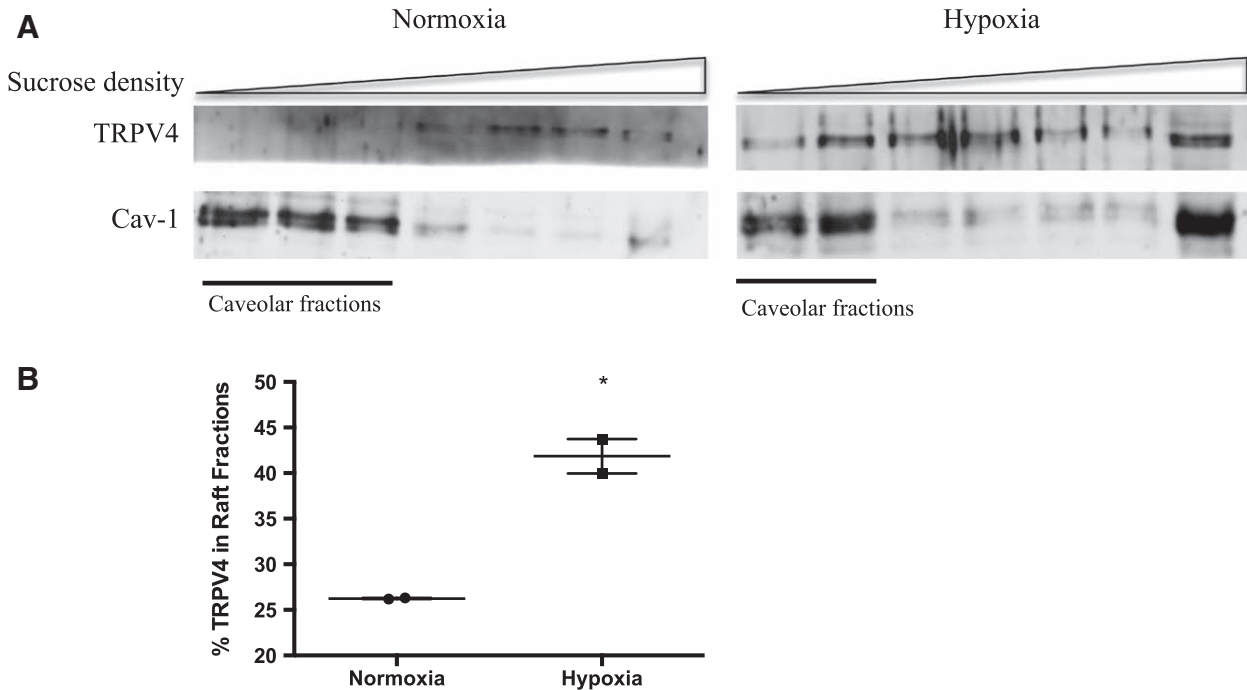 A
Normoxia
Hypoxia
Sucrose density
TRPV4
Cav-1
Caveolar fractions
Caveolar fractions
B
% TRPV4 in Raft Fractions
50
45
40
35
30
25
20
*
Normoxia
Hypoxia